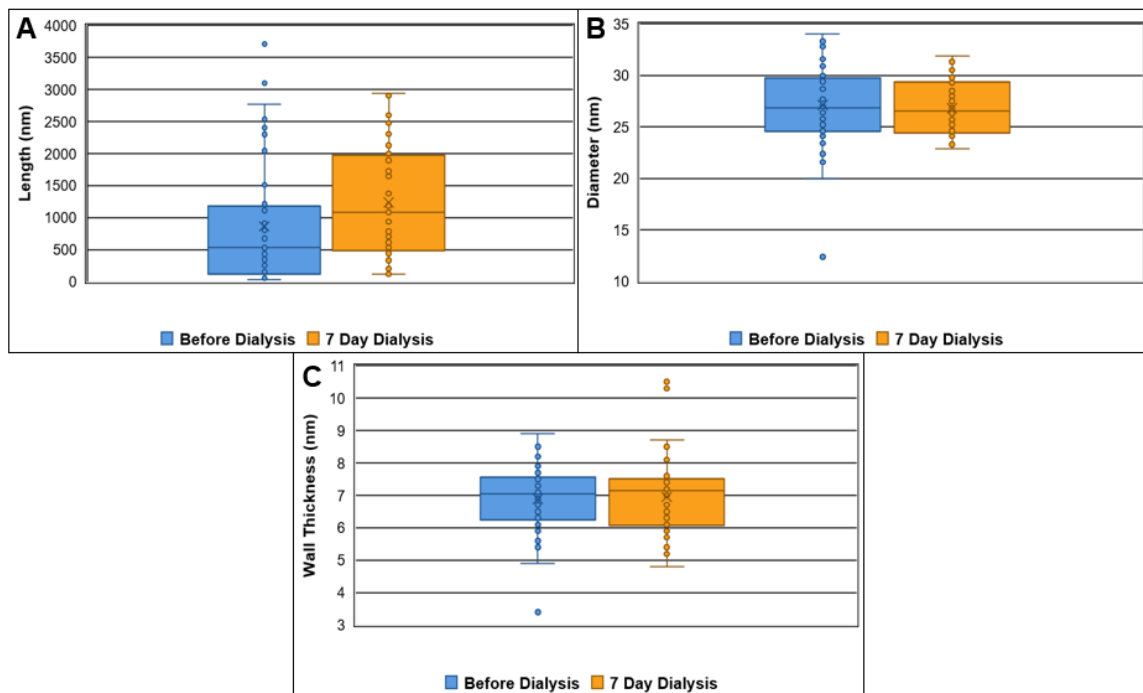 A
Length (nm)
4000
3500
3000
2500
2000
1500
1000
500
0
Before Dialysis 7 Day Dialysis
B
Diameter (nm)
35
30
25
20
15
10
Before Dialysis 7 Day Dialysis
C
Wall Thickness (nm)
11
10
9
8
7
6
5
4
3
Before Dialysis 7 Day Dialysis